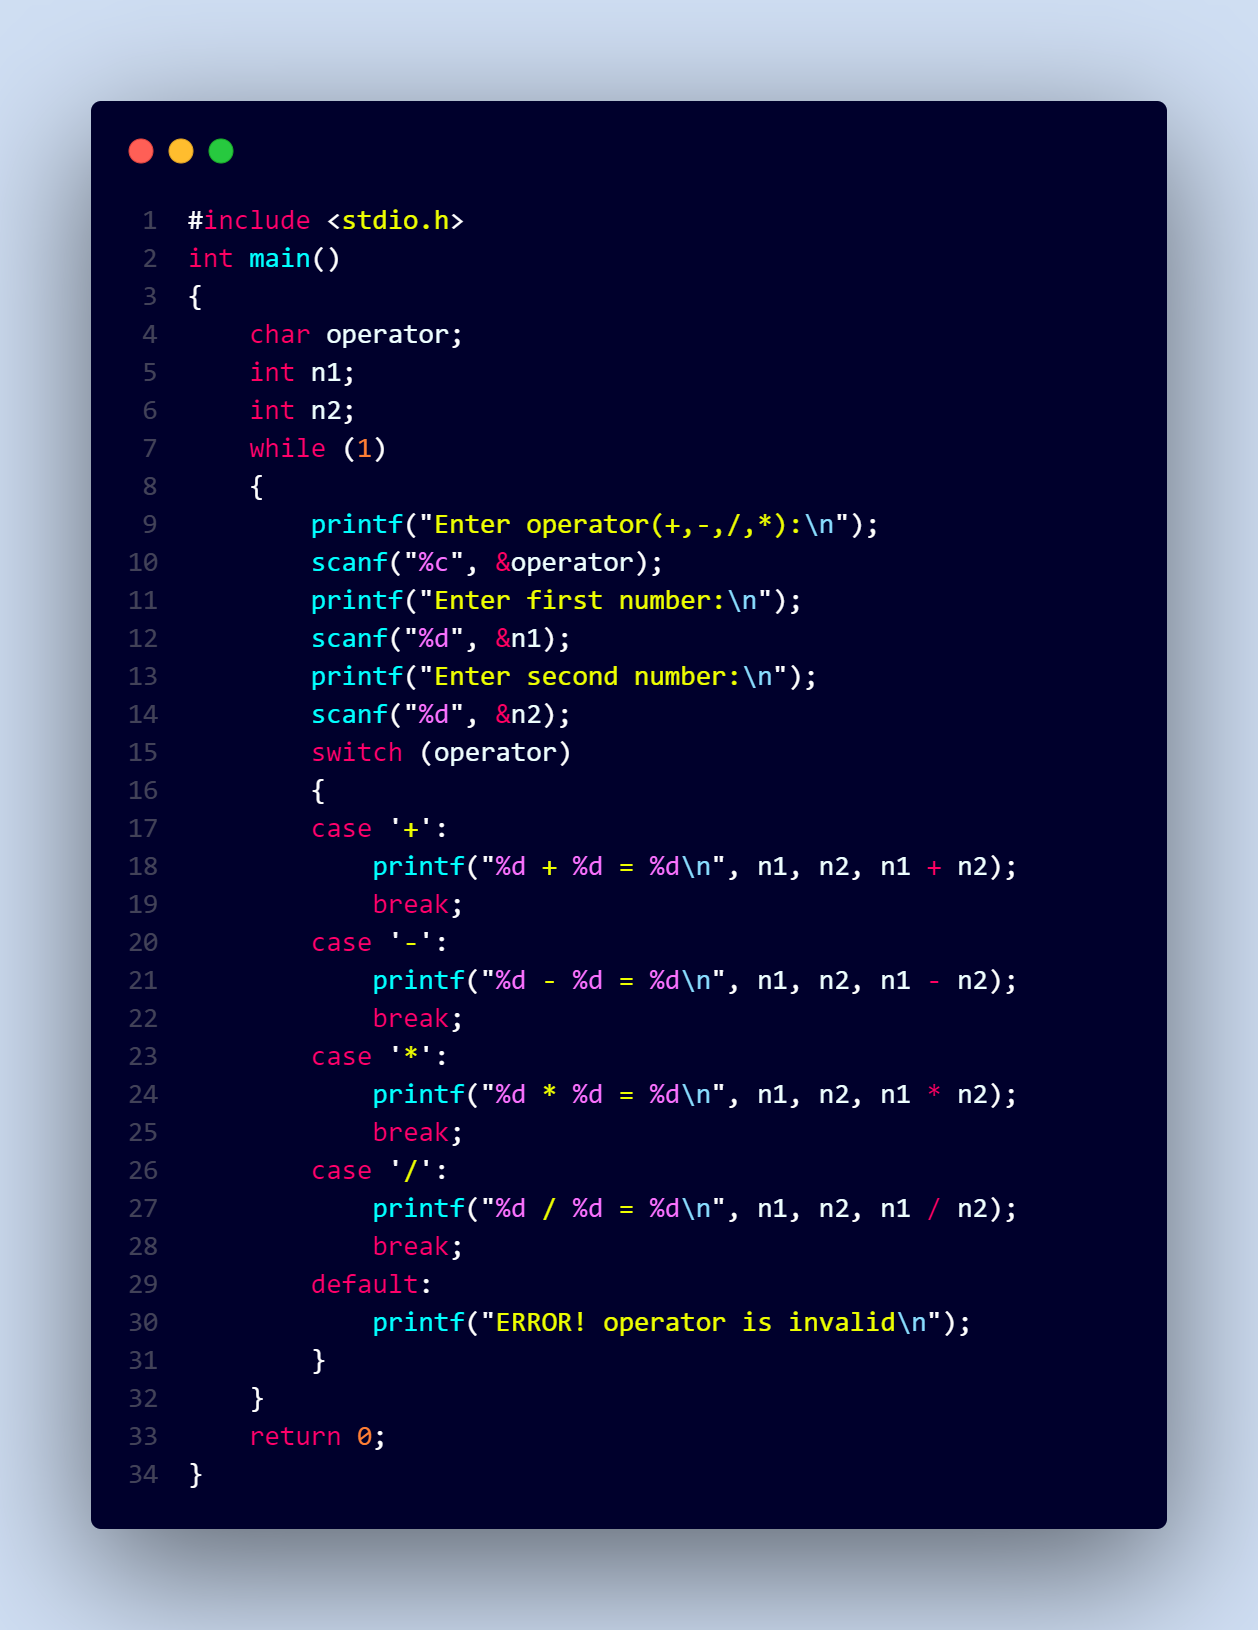 1 #include <stdio.h>
2 int main()
3 {
4     char operator;
5     int n1;
6     int n2;
7     while (1)
8     {
9         printf("Enter operator(+,-,/,*):\n");
10         scanf("%c", &operator);
11         printf("Enter first number:\n");
12         scanf("%d", &n1);
13         printf("Enter second number:\n");
14         scanf("%d", &n2);
15         switch (operator)
16         {
17         case '+':
18             printf("%d + %d = %d\n", n1, n2, n1 + n2);
19             break;
20         case '-':
21             printf("%d - %d = %d\n", n1, n2, n1 - n2);
22             break;
23         case '*':
24             printf("%d * %d = %d\n", n1, n2, n1 * n2);
25             break;
26         case '/':
27             printf("%d / %d = %d\n", n1, n2, n1 / n2);
28             break;
29         default:
30             printf("ERROR! operator is invalid\n");
31         }
32     }
33     return 0;
34 }